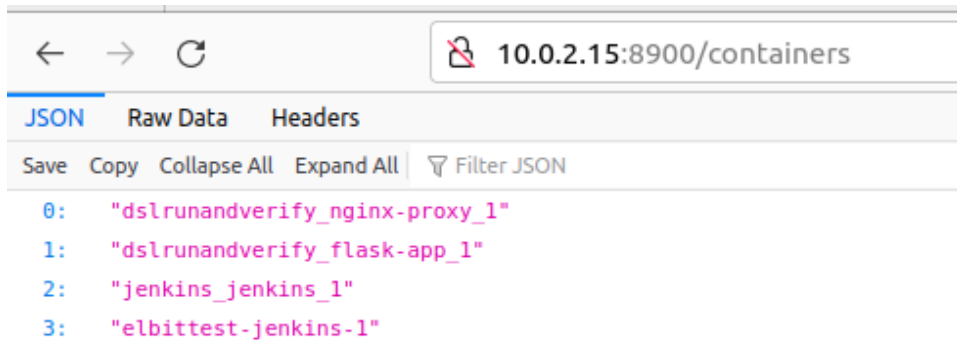 10.0.2.15:8900/containers
JSON Raw Data Headers
Save Copy Collapse All Expand All Filter JSON
0: "dslrunandverify_nginx-proxy_1"
1: "dslrunandverify_flask-app_1"
2: "jenkins_jenkins_1"
3: "elbittest-jenkins-1"